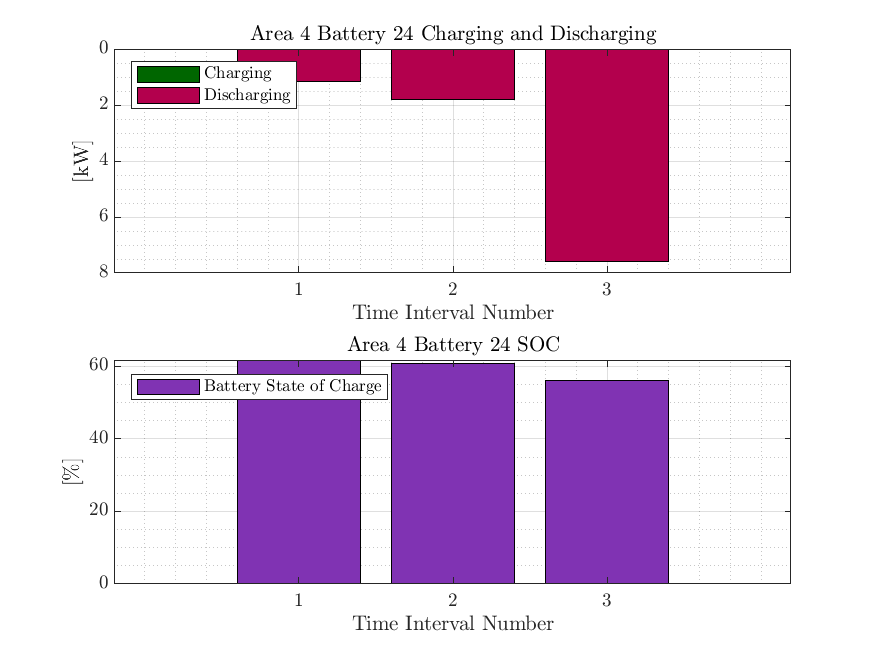 Area 4 Battery 24 Charging and Discharging
0
2
4
6
8
[kW]
Charging
Discharging
1 2 3
Time Interval Number
Area 4 Battery 24 SOC
60
40
20
0
[%]
Battery State of Charge
1 2 3
Time Interval Number